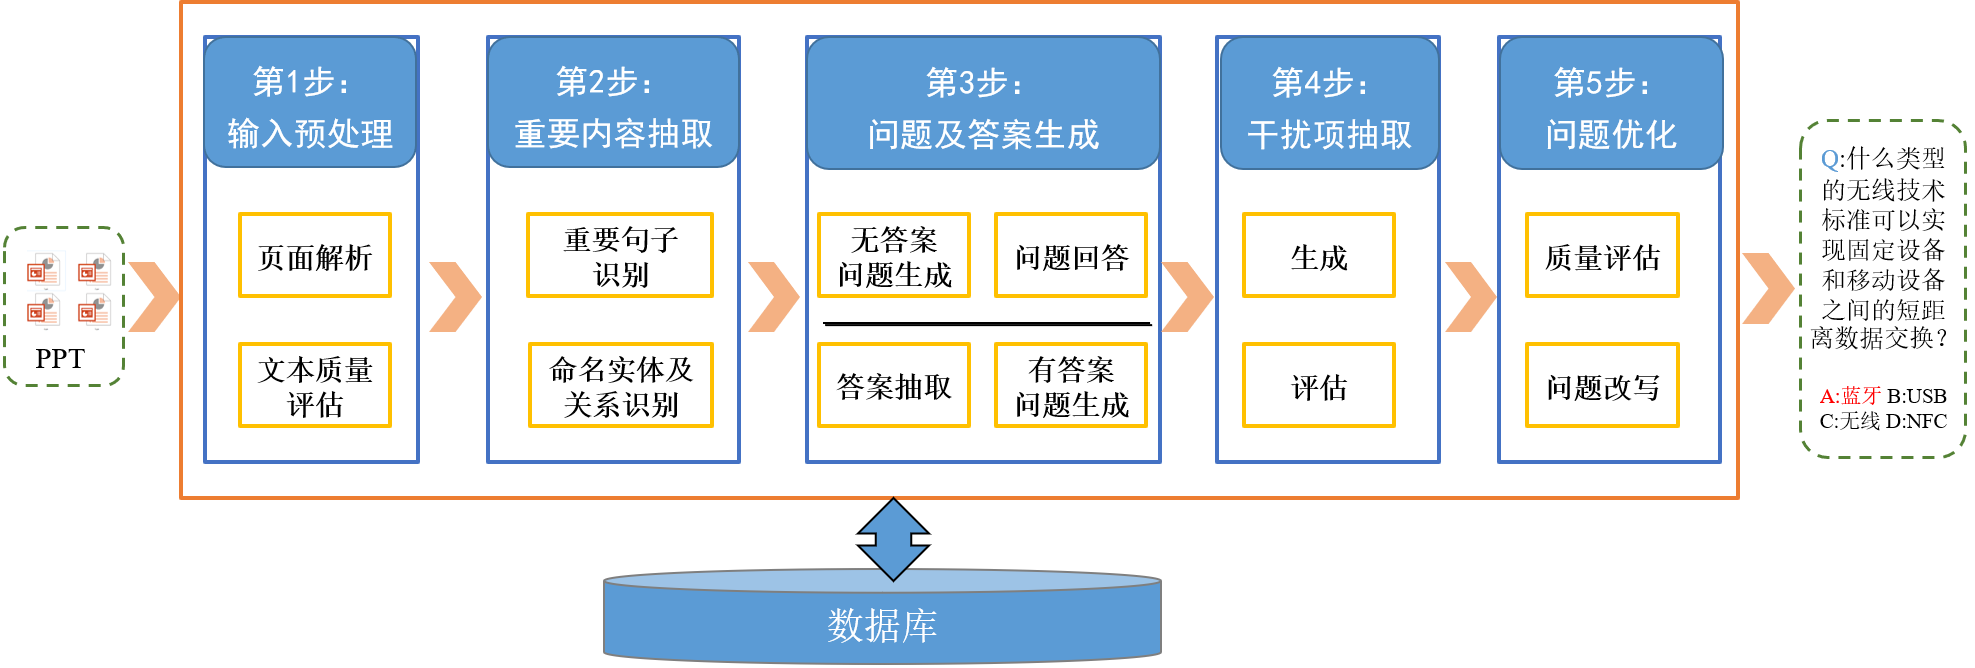 PPT
第1步：
输入预处理
页面解析
文本质量
评估
第2步：
重要内容抽取
重要句子
识别
命名实体及
关系识别
第3步：
问题及答案生成
无答案
问题生成
问题回答
答案抽取
有答案
问题生成
第4步：
干扰项抽取
生成
评估
第5步：
问题优化
质量评估
问题改写
Q:什么类型
的无线技术
标准可以实
现固定设备
和移动设备
之间的短距
离数据交换？
A:蓝牙 B:USB
C:无线 D:NFC
数据库